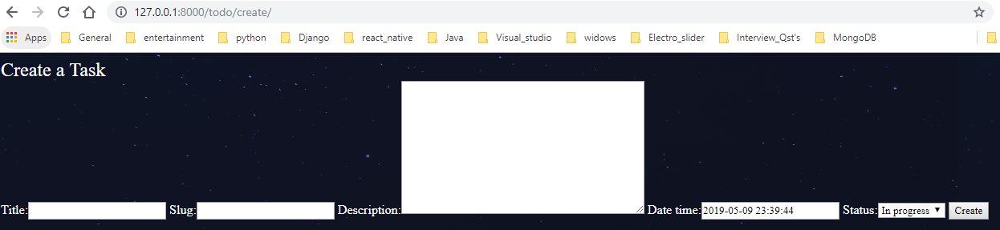 127.0.0.1:8000/todo/create/
Apps General entertainment python Django react_native Java Visual_studio widows Electro_slider Interview_Qst's MongoDB
Create a Task
Title: Slug: Description: Date time: 2019-05-09 23:39:44 Status: In progress Create